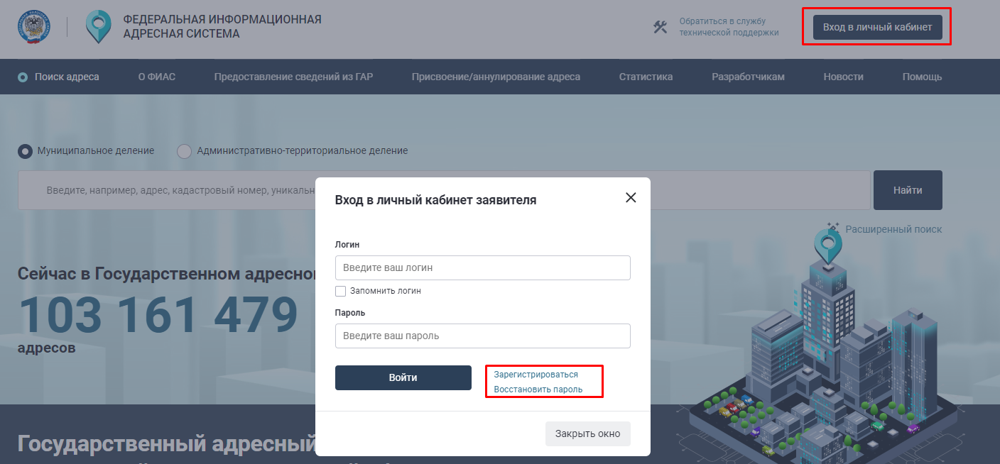 ФЕДЕРАЛЬНАЯ ИНФОРМАЦИОННАЯ
АДРЕСНАЯ СИСТЕМА
Обратиться в службу
технической поддержки
Вход в личный кабинет
Поиск адреса
О ФИАС
Предоставление сведений из ГАР
Присвоение/аннулирование адреса
Статистика
Разработчикам
Новости
Помощь
Муниципальное деление
Административно-территориальное деление
Введите, например, адрес, кадастровый номер, уникальн
Найти
Расширенный поиск
Вход в личный кабинет заявителя
Логин
Введите ваш логин
Запомнить логин
Пароль
Введите ваш пароль
Войти
Зарегистрироваться
Восстановить пароль
Закрыть окно
Сейчас в Государственном адресном
103 161 479
адресов
Государственный адресный